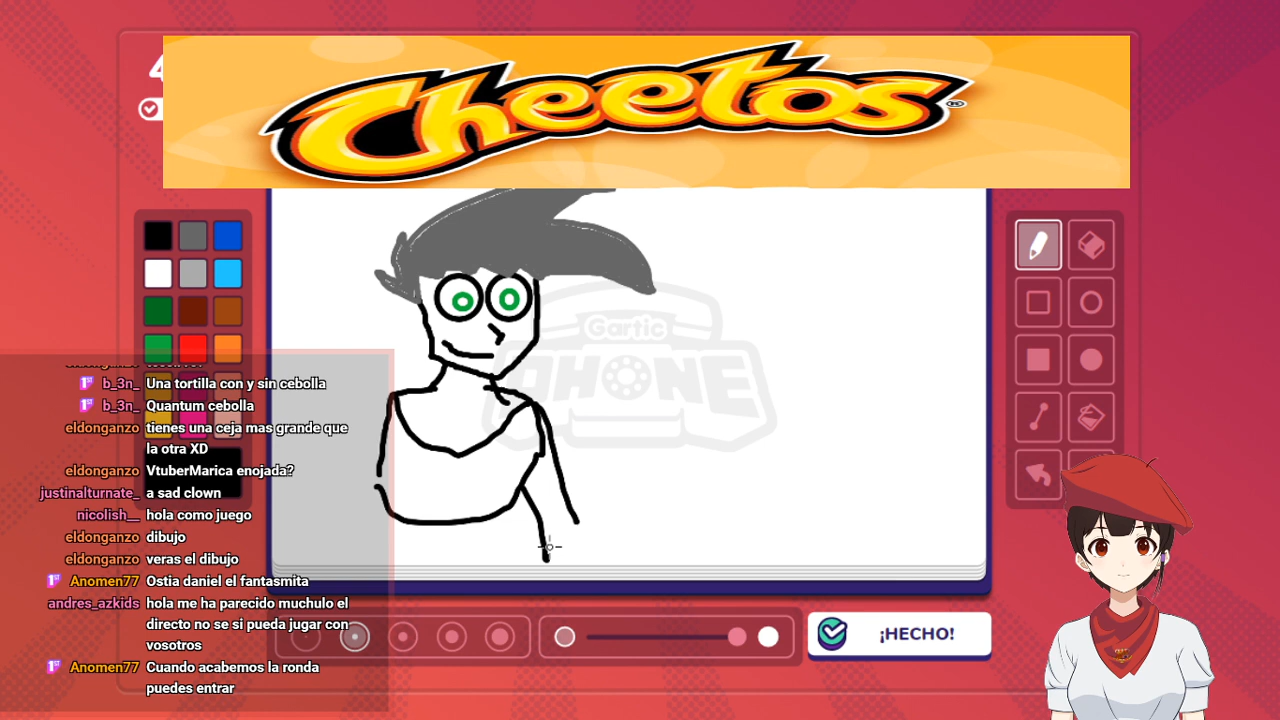 4
Cheetos
Gartic
PHONE
b_3n_ Una tortilla con y sin cebolla
b_3n_ Quantum cebolla
eldonganzo tienes una ceja mas grande que
la otra XD
eldonganzo VtuberMarica enojada?
justinalturnate_ a sad clown
nicolish__ hola como juego
eldonganzo dibujo
eldonganzo veras el dibujo
Anomen77 Ostia daniel el fantasmita
andres_azkids hola me ha parecido muchulo el
directo no se si pueda jugar con
vosotros
Anomen77 Cuando acabemos la ronda
puedes entrar
¡HECHO!